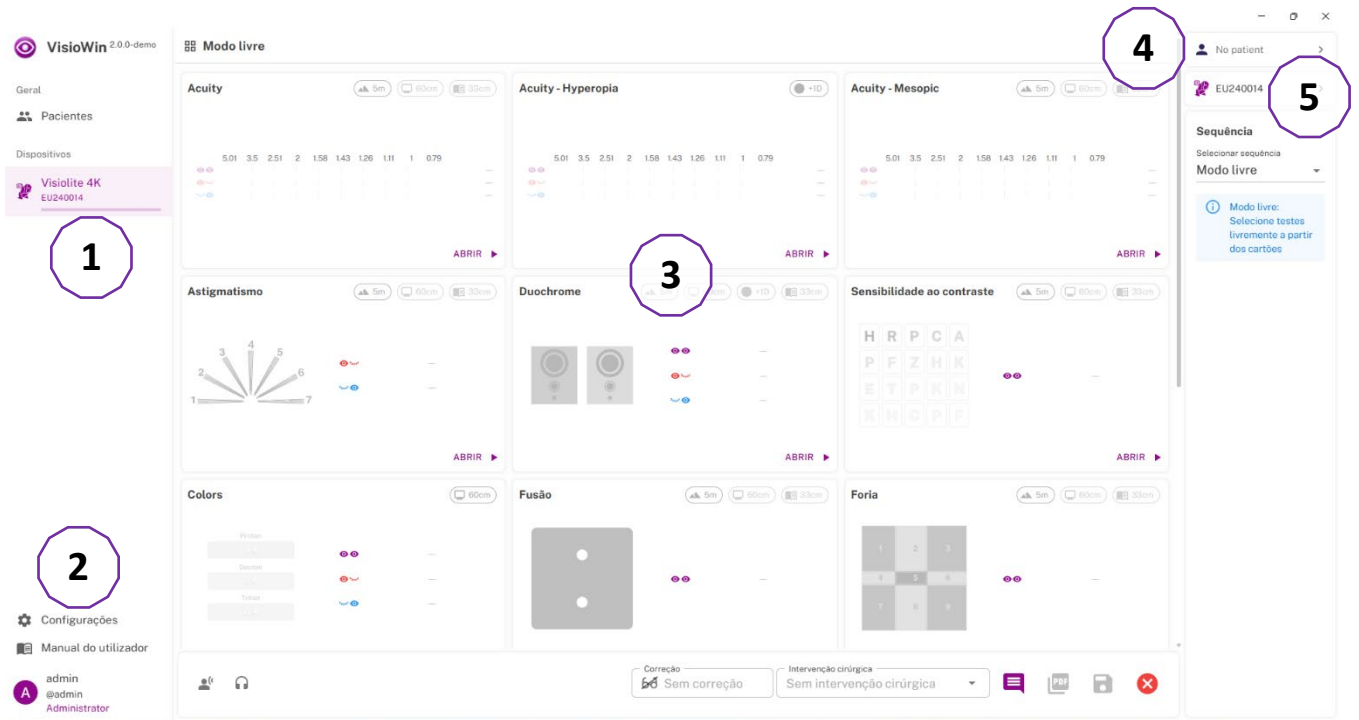 VisioWin 2.0.0-demo
Modo livre
4
No patient
Geral
Pacientes
Dispositivos
Visiolite 4K
EU240014
1
2
Configurações
Manual do utilizador
A
admin
@admin
Administrator
Acuity
5m
60cm
33cm
5.01 3.5 2.51 2 1.58 1.43 1.26 1.11 1 0.79
ABRIR
Acuity - Hyperopia
+1D
5.01 3.5 2.51 2 1.58 1.43 1.26 1.11 1 0.79
ABRIR
Acuity - Mesopic
5m
60cm
5.01 3.5 2.51 2 1.58 1.43 1.26 1.11 1 0.79
ABRIR
3
Astigmatismo
5m
60cm
33cm
1 2 3 4 5 6 7
ABRIR
Duochrome
+1D
33cm
ABRIR
Sensibilidade ao contraste
5m
60cm
33cm
H R P C A
P F Z H K
E T P K N
K H C P F
ABRIR
Colors
60cm
Protan
Deutan
Tritan
Fusão
5m
60cm
33cm
Foria
5m
60cm
33cm
1 2 3
4 5 6
7 8 9
Correção
Sem correção
Intervenção cirúrgica
Sem intervenção cirúrgica
PDF
EU240014
5
Sequência
Selecionar sequência
Modo livre
Modo livre:
Selecione testes
livremente a partir
dos cartões